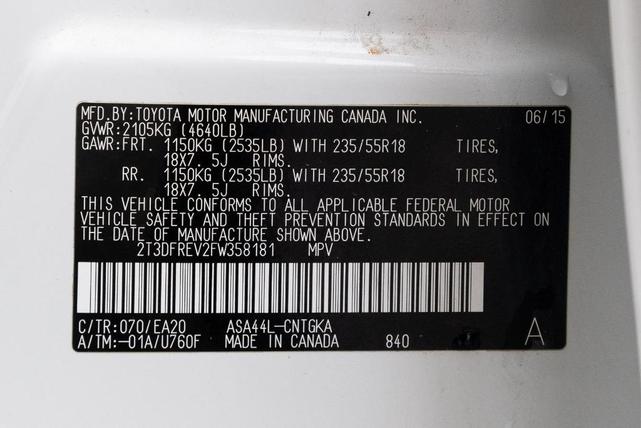 MFD.BY:TOYOTA MOTOR MANUFACTURING CANADA INC. 06/15
GVWR:2105KG (4640LB)
GAWR:FRT. 1150KG (2535LB) WITH 235/55R18 TIRES,
18X7.5J RIMS.
RR. 1150KG (2535LB) WITH 235/55R18 TIRES,
18X7.5J RIMS.
THIS VEHICLE CONFORMS TO ALL APPLICABLE FEDERAL MOTOR
VEHICLE SAFETY AND THEFT PREVENTION STANDARDS IN EFFECT ON
THE DATE OF MANUFACTURE SHOWN ABOVE.
2T3DFREV2FW358181 MPV
C/TR:070/EA20 ASA44L-CNTGKA
A/TM:-01A/U760F MADE IN CANADA 840 A